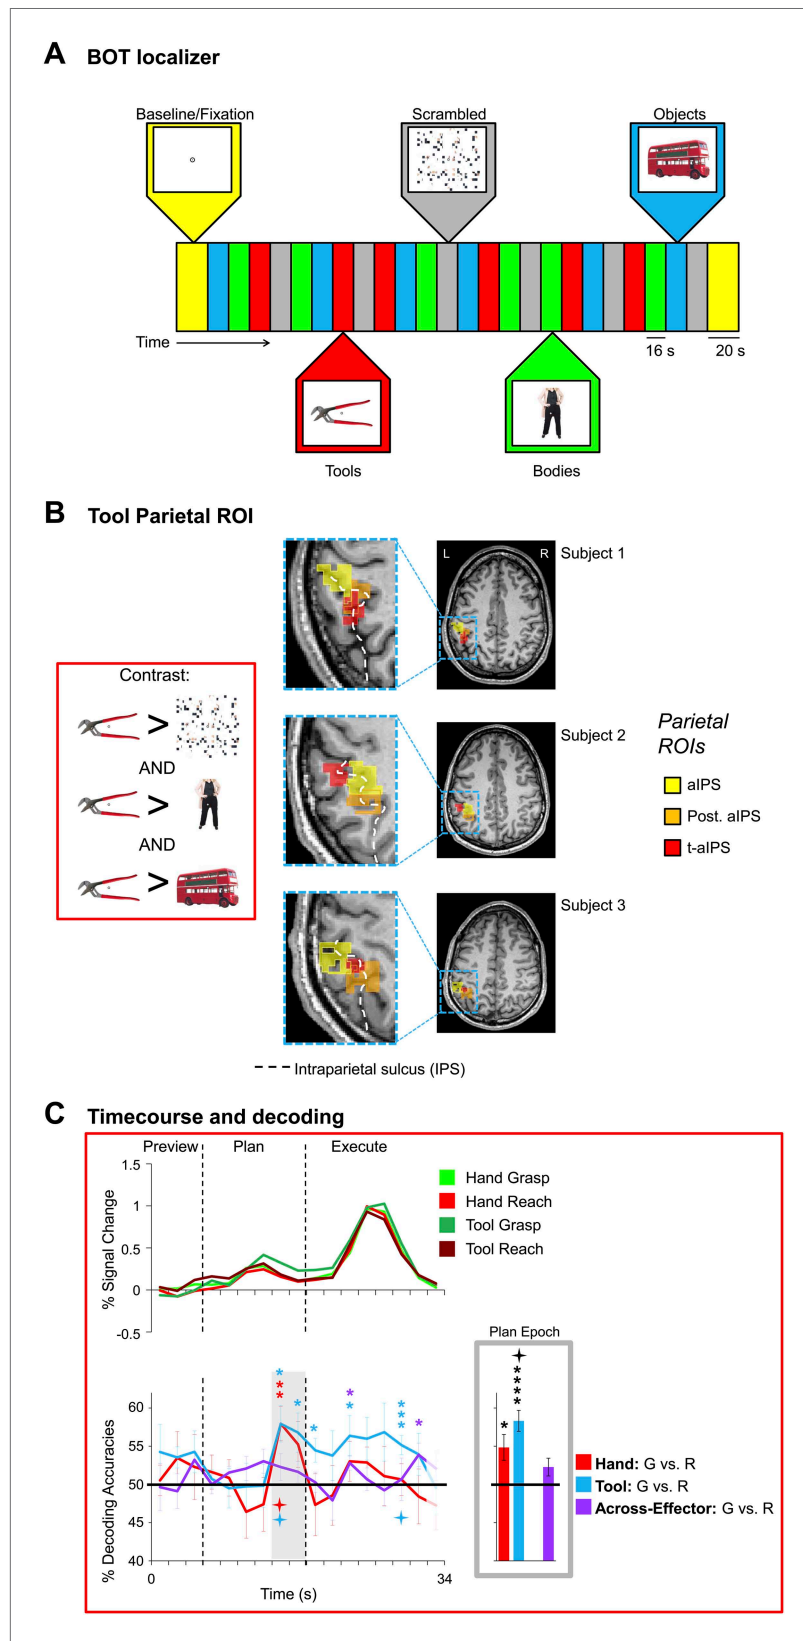 A BOT localizer
Baseline/Fixation
Scrambled
Objects
Time
16 s
20 s
Tools
Bodies
B Tool Parietal ROI
L
R
Subject 1
Contrast:
>
AND
>
AND
>
Subject 2
Parietal
ROIs
aIPS
Post. aIPS
t-aIPS
Subject 3
Intraparietal sulcus (IPS)
C Timecourse and decoding
Preview
Plan
Execute
% Signal Change
1.5
1
0.5
0
-0.5
Hand Grasp
Hand Reach
Tool Grasp
Tool Reach
% Decoding Accuracies
60
55
50
45
40
0
34
Time (s)
Plan Epoch
Hand: G vs. R
Tool: G vs. R
Across-Effector: G vs. R